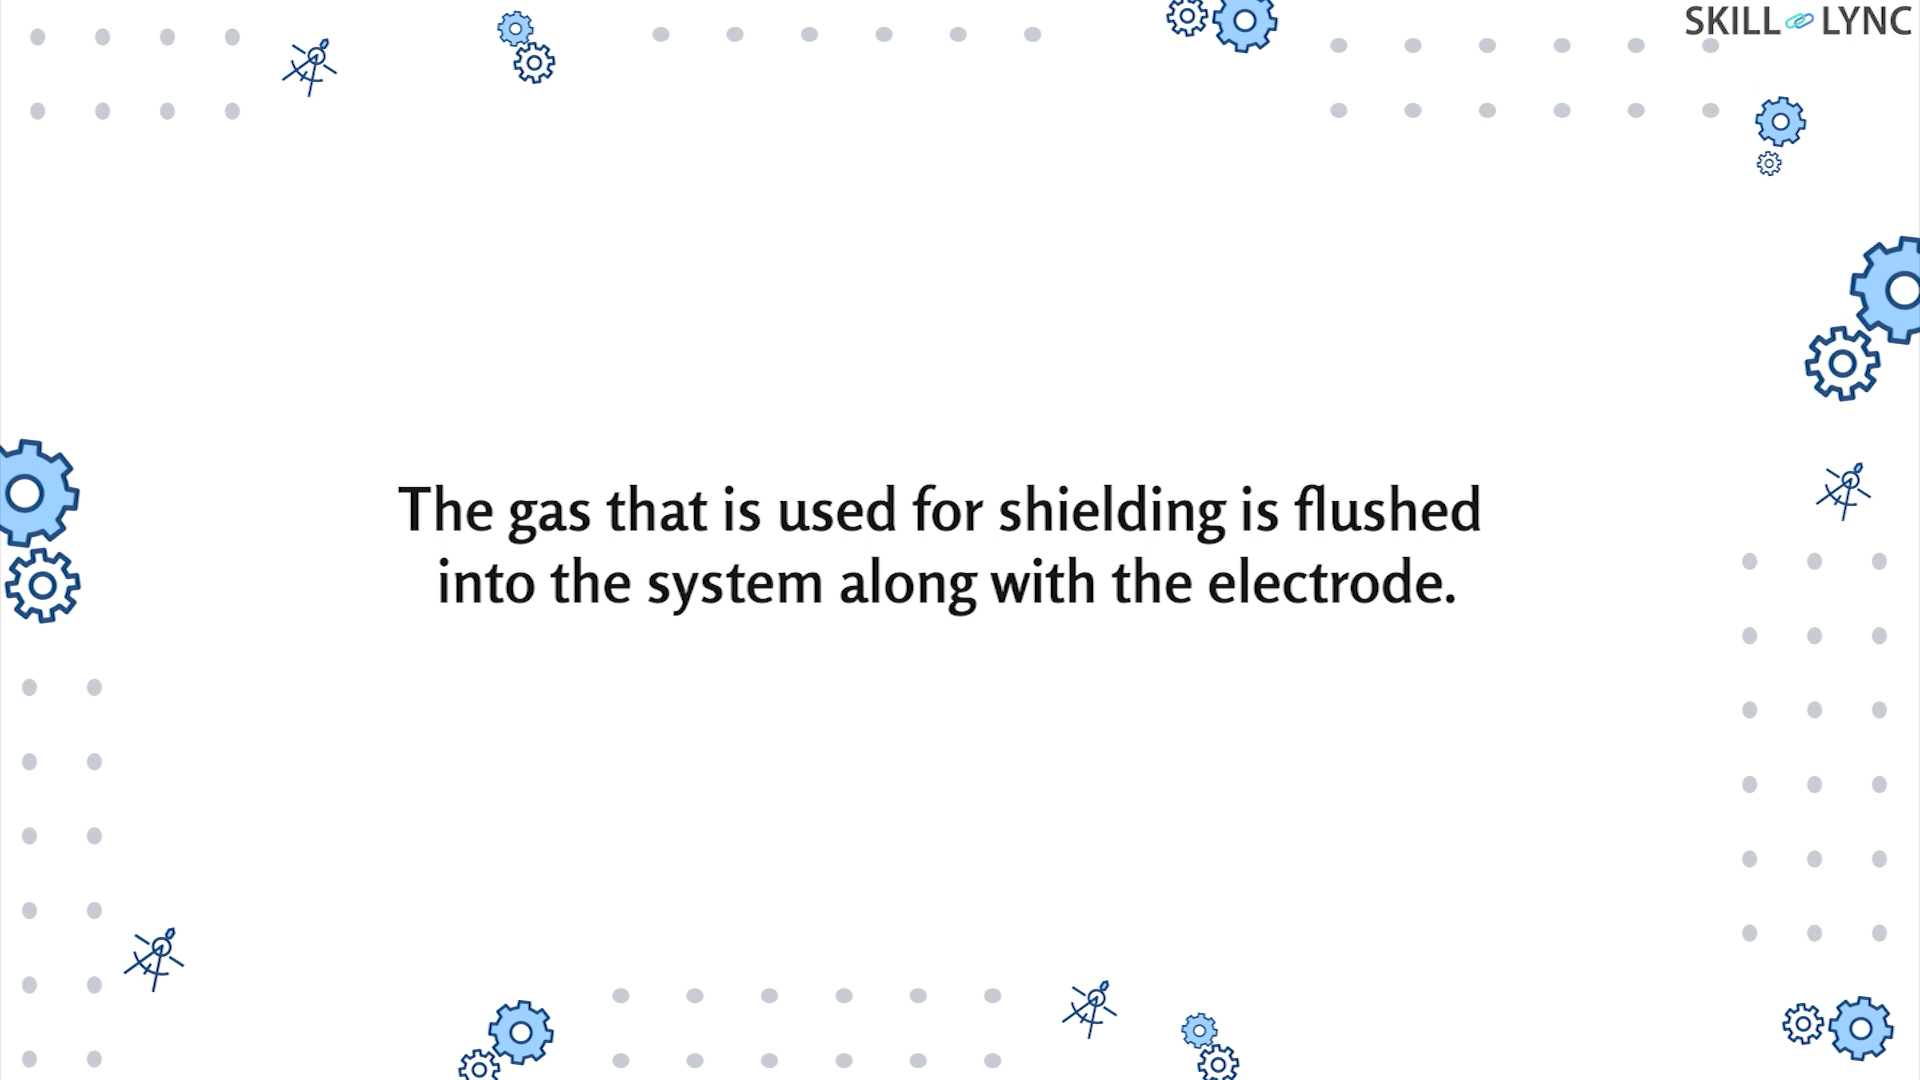 SKILL LYNC
The gas that is used for shielding is flushed
into the system along with the electrode.